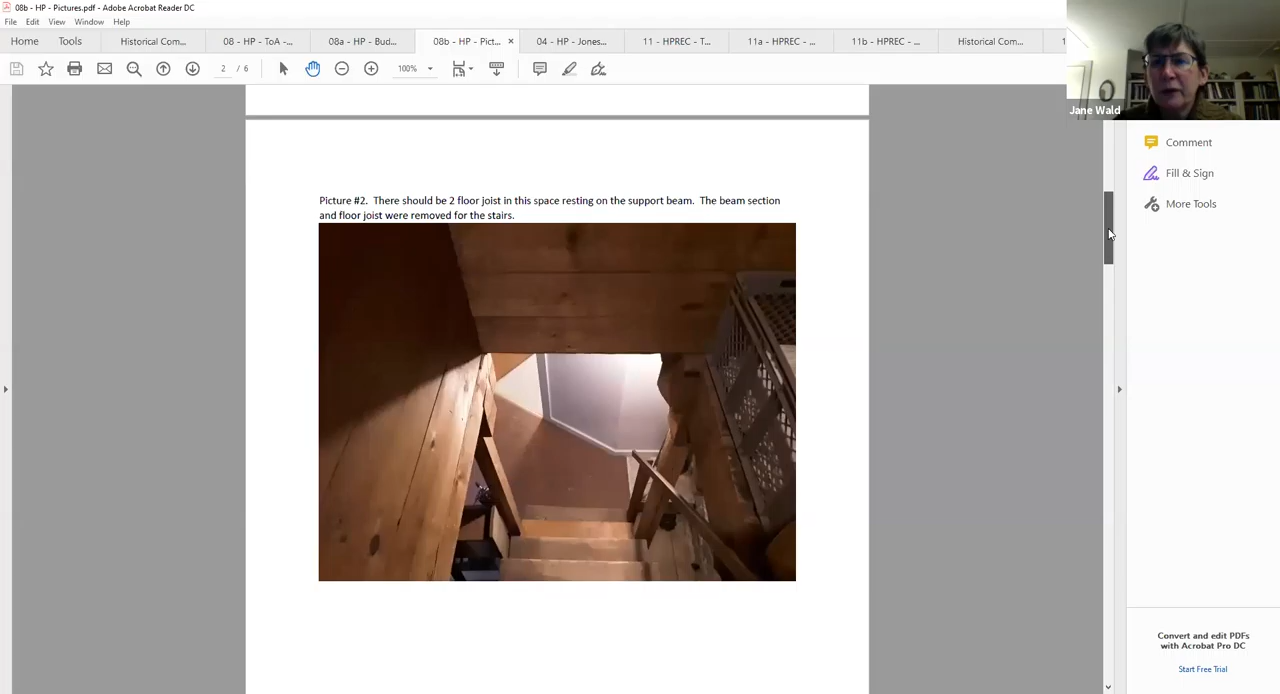 08b - HP - Pictures.pdf - Adobe Acrobat Reader DC
File Edit View Window Help
Home Tools Historical Com... 08 - HP - ToA -... 08a - HP - Bud... 08b - HP - Pict... × 04 - HP - Jones... 11 - HPREC - T... 11a - HPREC - ... 11b - HPREC - ... Historical Com...
2 / 6 100%
Jane Wald
Comment
Fill & Sign
More Tools
Picture #2. There should be 2 floor joist in this space resting on the support beam. The beam section
and floor joist were removed for the stairs.
Convert and edit PDFs
with Acrobat Pro DC
Start Free Trial